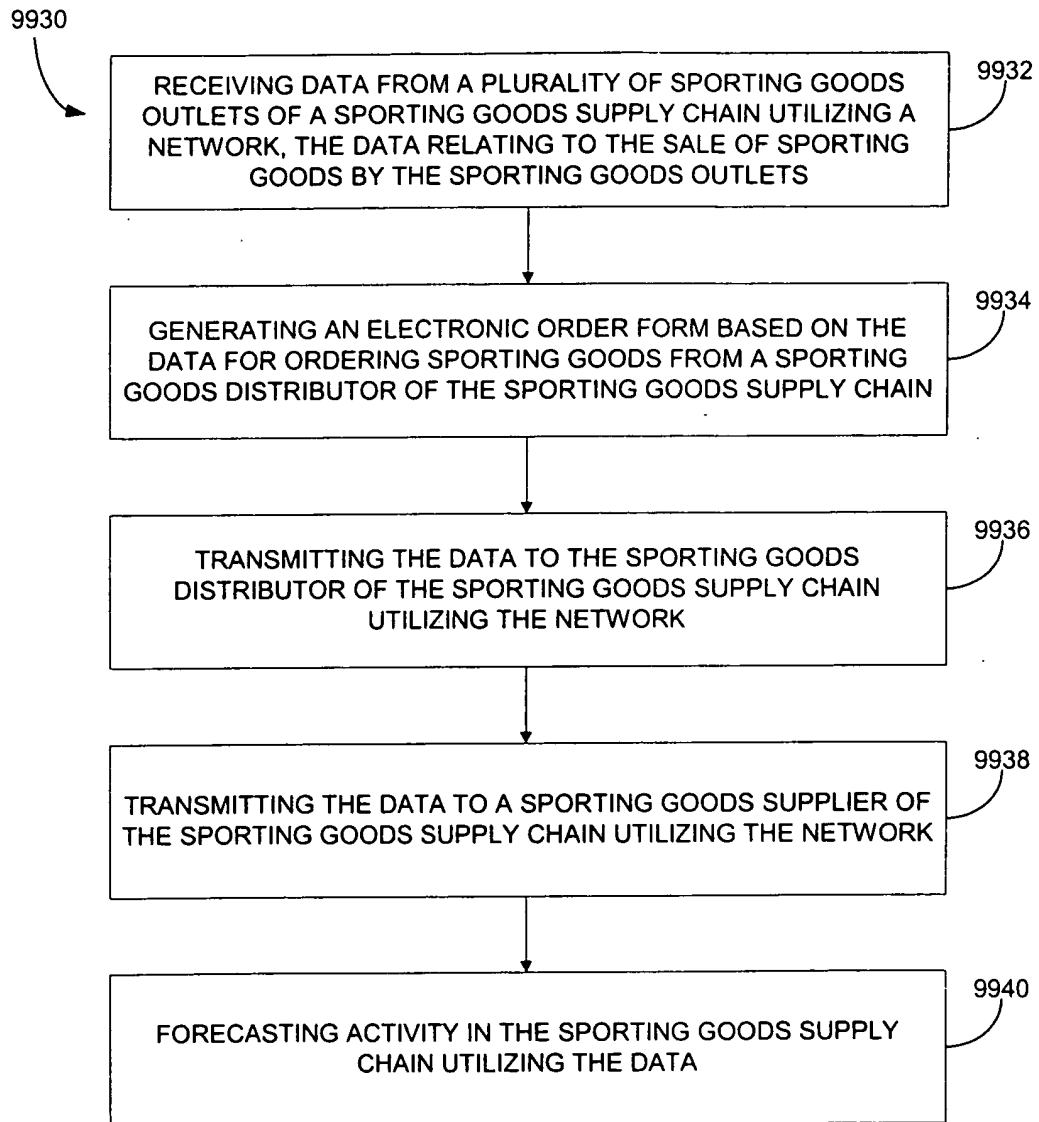 9930
RECEIVING DATA FROM A PLURALITY OF SPORTING GOODS
OUTLETS OF A SPORTING GOODS SUPPLY CHAIN UTILIZING A
NETWORK, THE DATA RELATING TO THE SALE OF SPORTING
GOODS BY THE SPORTING GOODS OUTLETS
9932
GENERATING AN ELECTRONIC ORDER FORM BASED ON THE
DATA FOR ORDERING SPORTING GOODS FROM A SPORTING
GOODS DISTRIBUTOR OF THE SPORTING GOODS SUPPLY CHAIN
9934
TRANSMITTING THE DATA TO THE SPORTING GOODS
DISTRIBUTOR OF THE SPORTING GOODS SUPPLY CHAIN
UTILIZING THE NETWORK
9936
TRANSMITTING THE DATA TO A SPORTING GOODS SUPPLIER OF
THE SPORTING GOODS SUPPLY CHAIN UTILIZING THE NETWORK
9938
FORECASTING ACTIVITY IN THE SPORTING GOODS SUPPLY
CHAIN UTILIZING THE DATA
9940